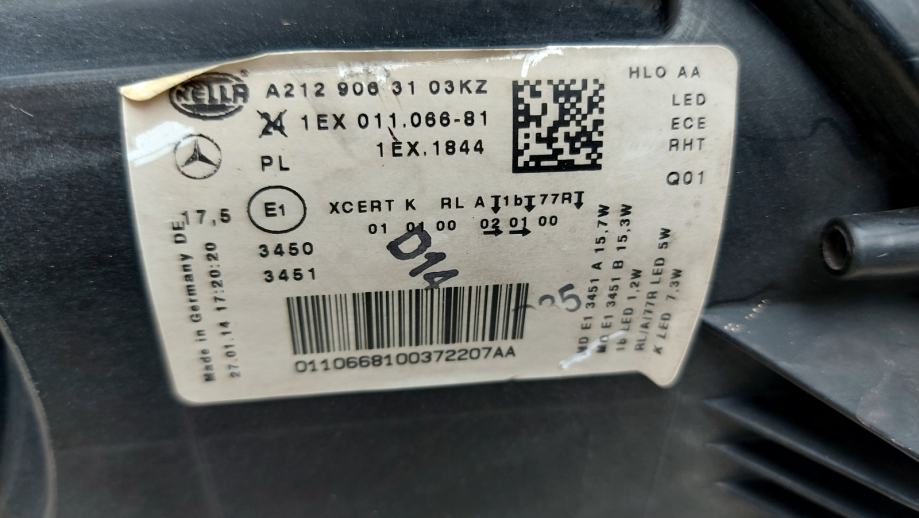 HELLA
A212 906 31 03KZ
1EX 011.066-81
1EX.1844
PL
HLO AA
LED
ECE
RHT
Q01
17,5
E1
XCERT K RL A 1b 77R
01 01 00 02 01 00
3450
3451
D14
0110668100372207AA
Made in Germany DE
27.01.14 17:20:20
MD E1 3451 A 15,7W
MD E1 3451 B 15,3W
1b LED 1,2W
RL/A/77R LED 5W
K LED 7.3W